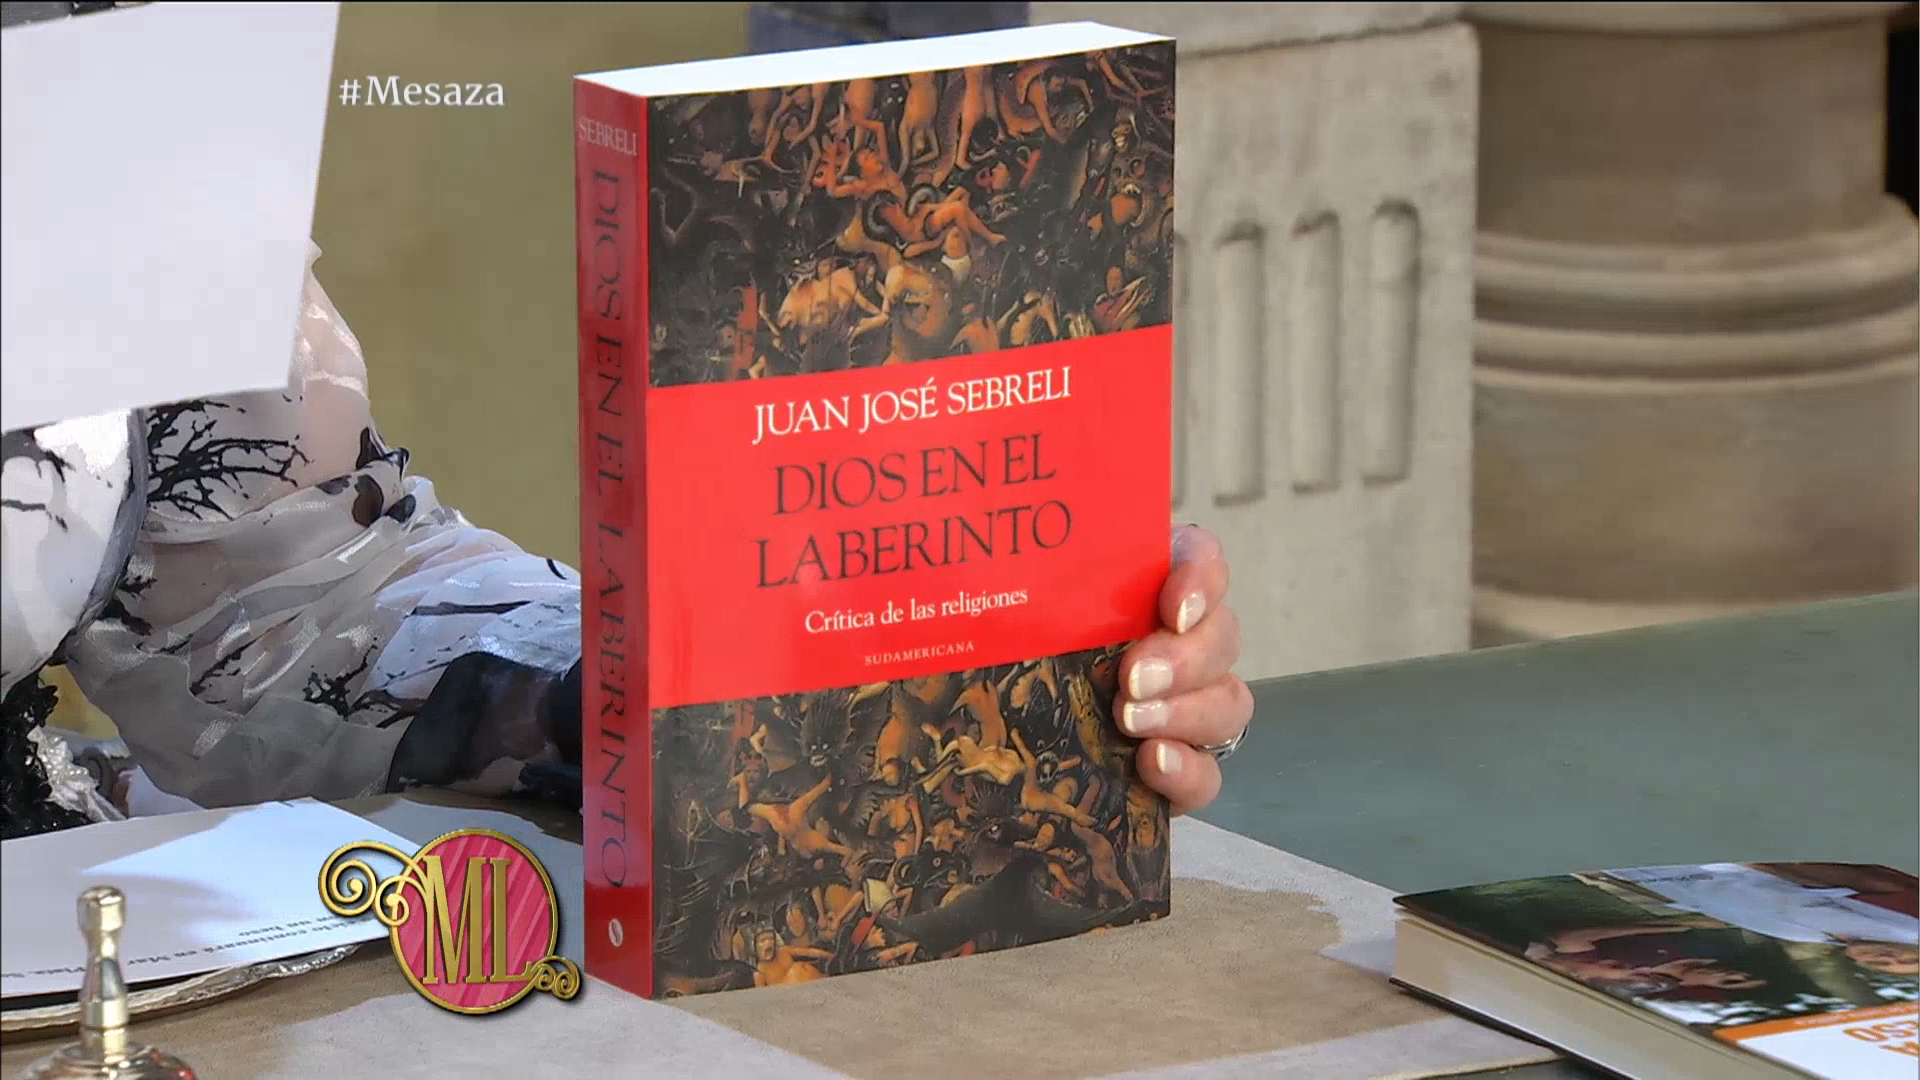 #Mesaza
SEBRELI
DIOS EN EL LABERINTO
JUAN JOSÉ SEBRELI
DIOS EN EL
LABERINTO
Crítica de las religiones
SUDAMERICANA
ML